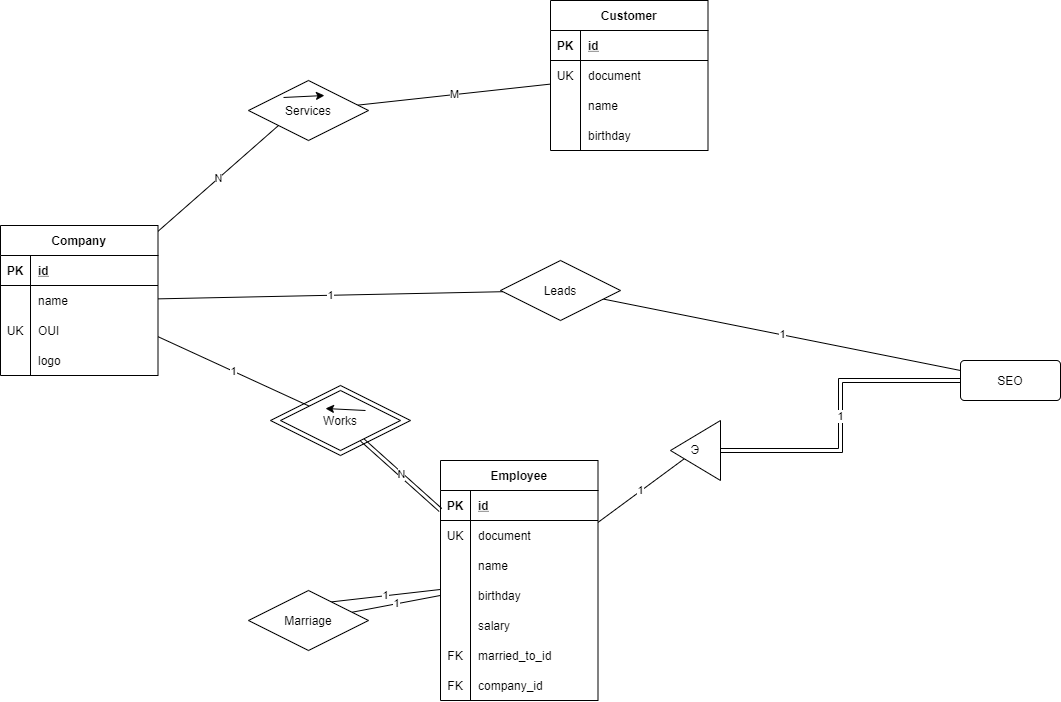 Customer
PK id
UK document
name
birthday
Services
M
N
Company
PK id
name
UK OUI
logo
1
Leads
1
SEO
1
Works
N
1
Э
1
Employee
PK id
UK document
name
birthday
salary
FK married_to_id
FK company_id
1
1
Marriage